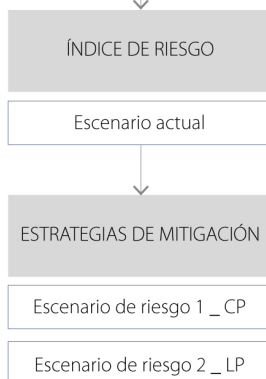 ÍNDICE DE RIESGO
Escenario actual
ESTRATEGIAS DE MITIGACIÓN
Escenario de riesgo 1 _ CP
Escenario de riesgo 2 _ LP